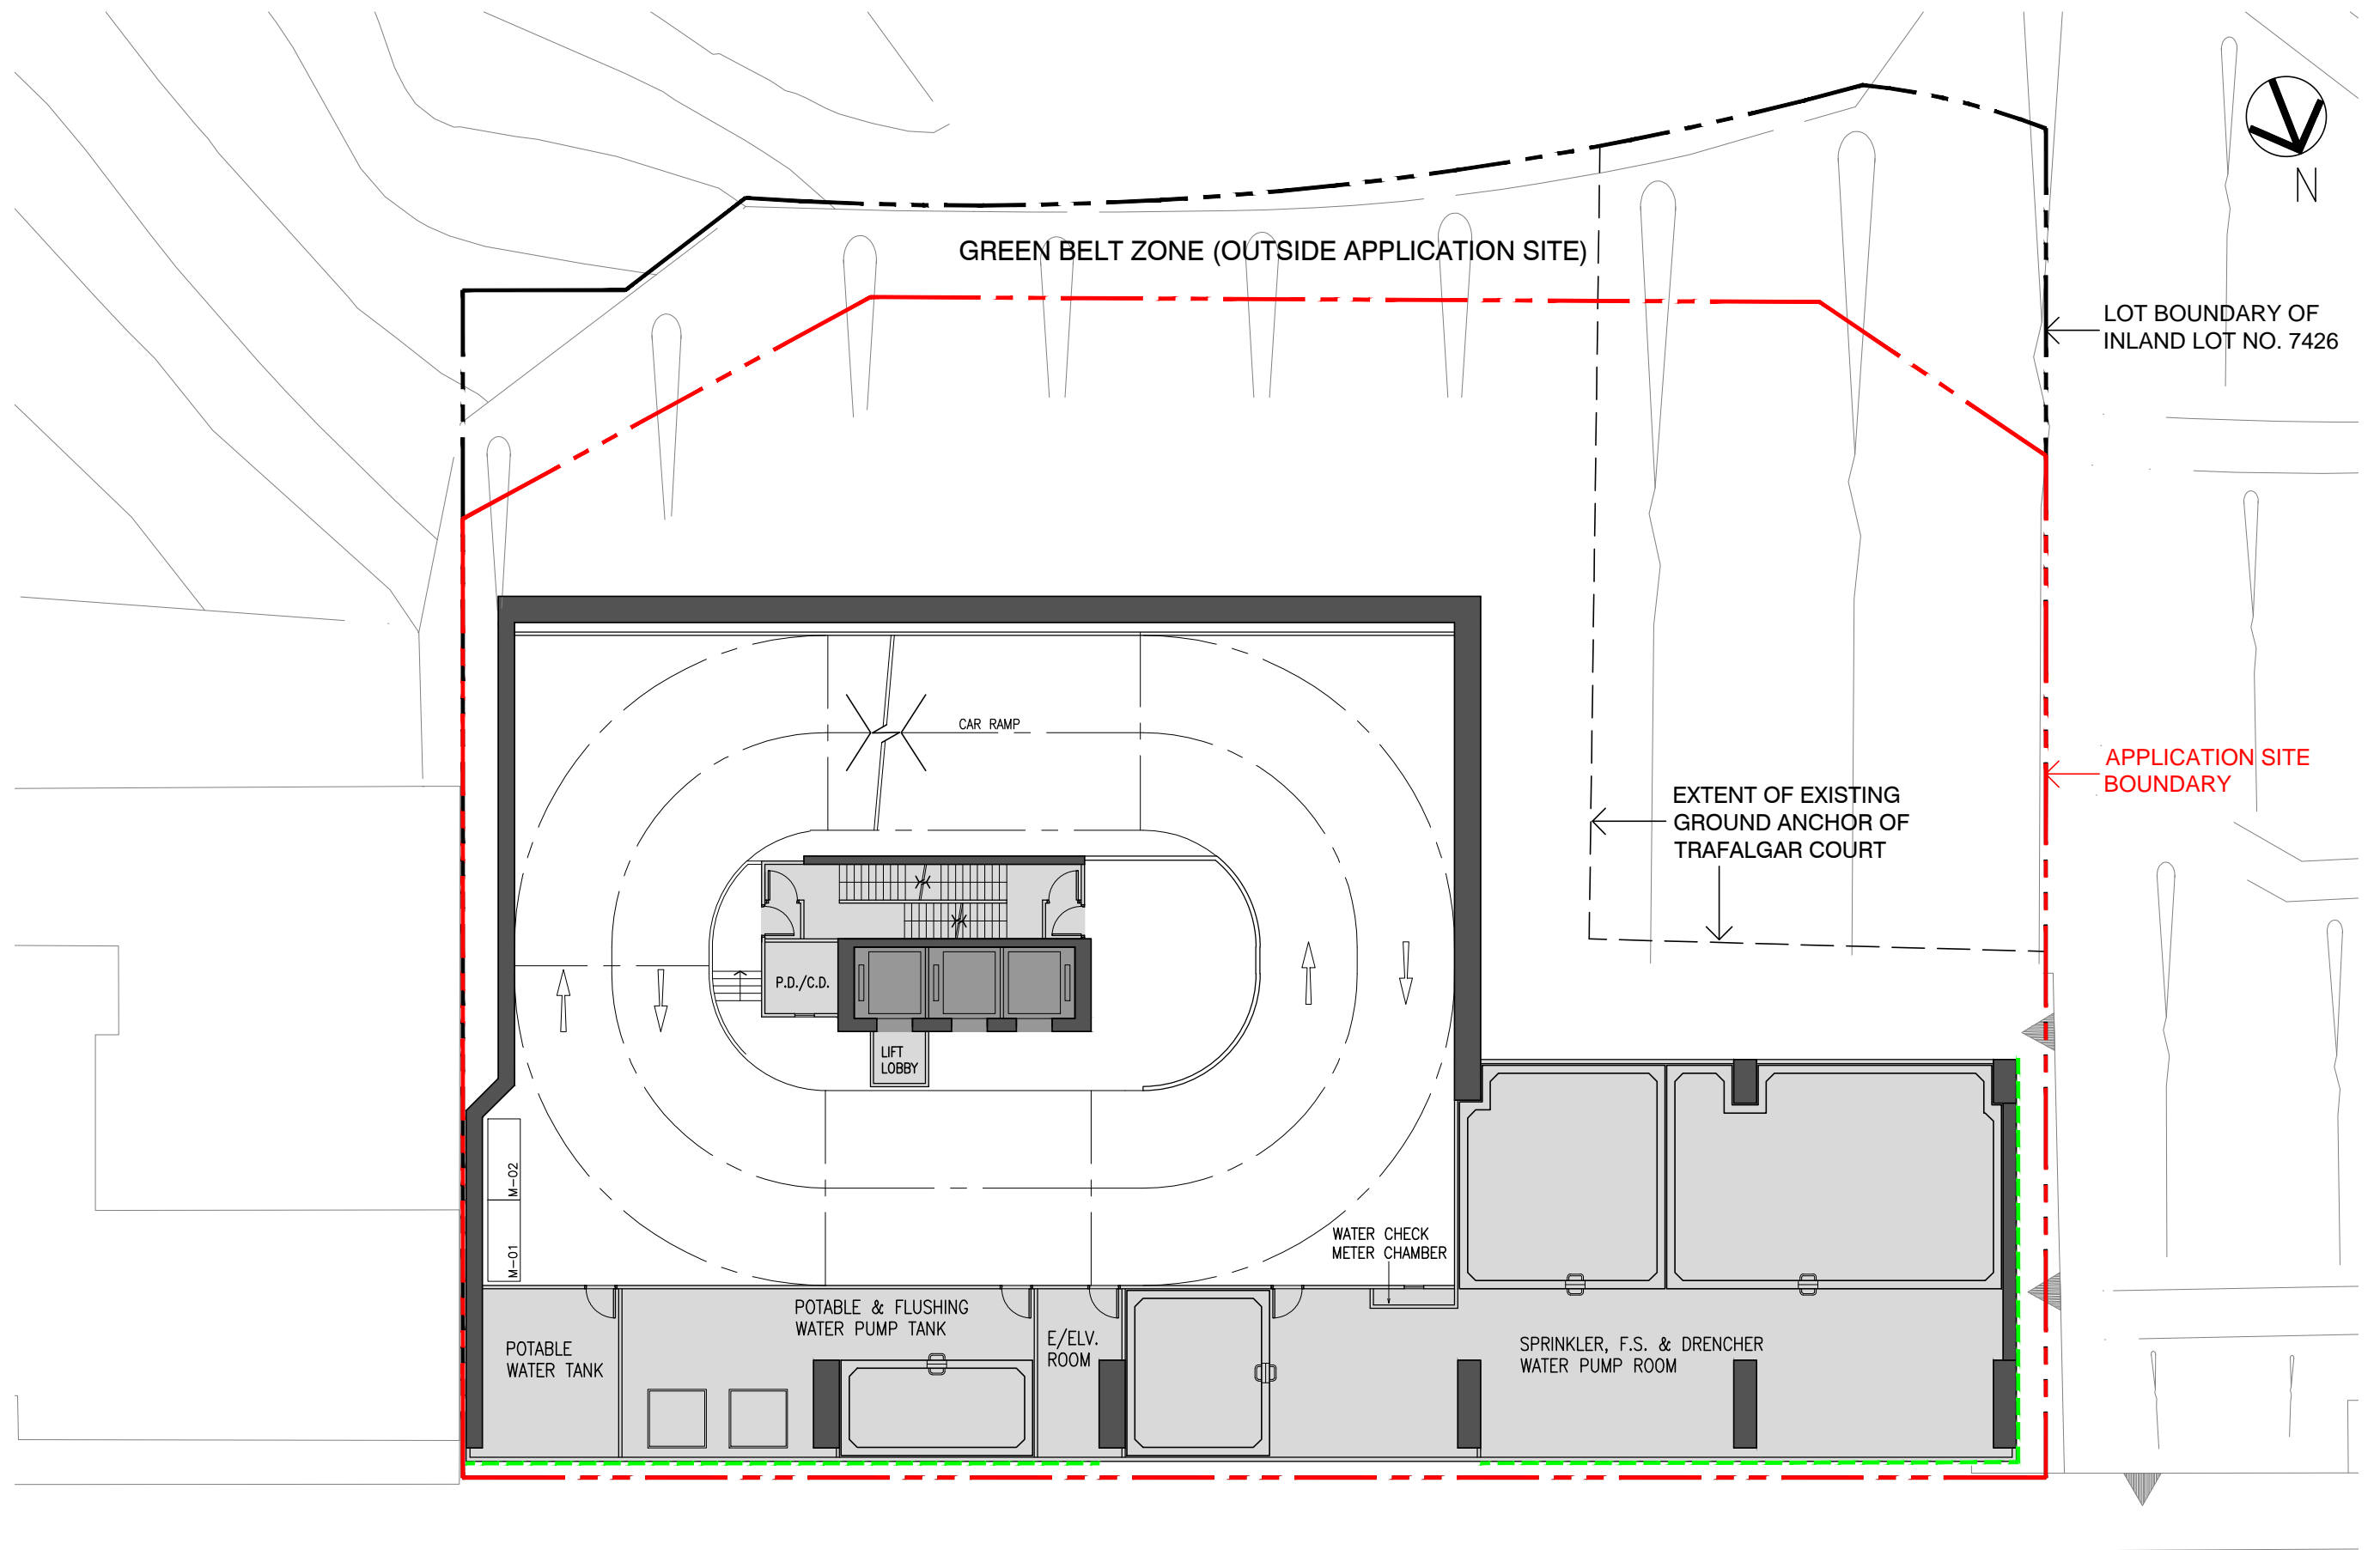 N
GREEN BELT ZONE (OUTSIDE APPLICATION SITE)
LOT BOUNDARY OF
INLAND LOT NO. 7426
CAR RAMP
APPLICATION SITE
BOUNDARY
EXTENT OF EXISTING
GROUND ANCHOR OF
TRAFALGAR COURT
P.D./C.D.
LIFT
LOBBY
M-02
M-01
WATER CHECK
METER CHAMBER
POTABLE & FLUSHING
WATER PUMP TANK
E/ELV.
ROOM
POTABLE
WATER TANK
SPRINKLER, F.S. & DRENCHER
WATER PUMP ROOM